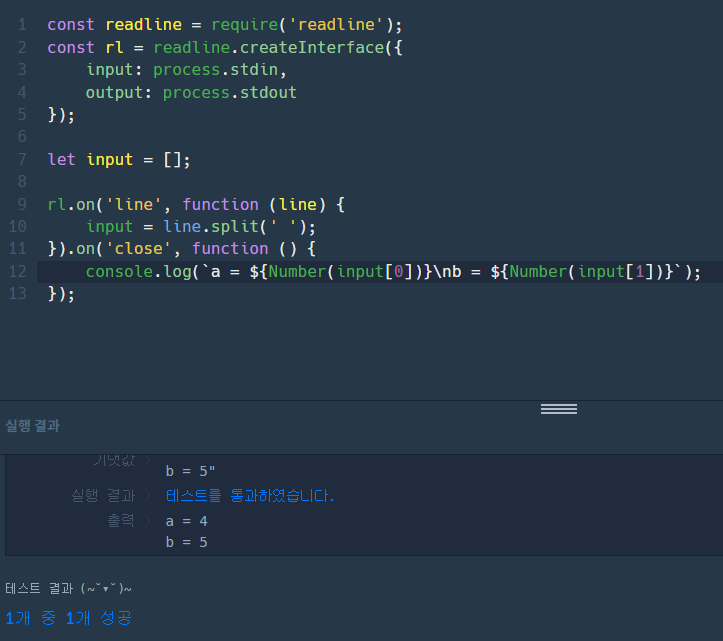 1 const readline = require('readline');
2 const rl = readline.createInterface({
3     input: process.stdin,
4     output: process.stdout
5 });
6
7 let input = [];
8
9 rl.on('line', function (line) {
10     input = line.split(' ');
11 }).on('close', function () {
12     console.log(`a = ${Number(input[0])}\nb = ${Number(input[1])}`);
13 });
실행 결과
기댓값 〉
b = 5"
실행 결과 〉 테스트를 통과하였습니다.
출력 〉 a = 4
b = 5
테스트 결과 (~˘▾˘)~
1개 중 1개 성공